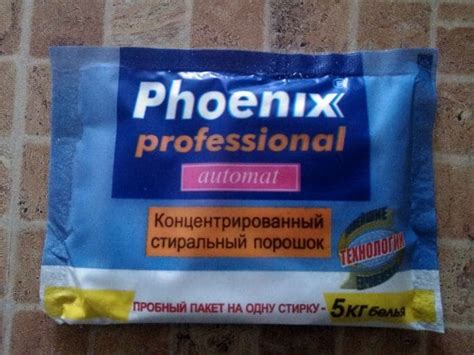 Phoenix
professional
automat
Концентрированный
стиральный порошок
ТЕХНОЛОГИИ
ПРОБНЫЙ ПАКЕТ НА ОДНУ СТИРКУ - 5КГ белья